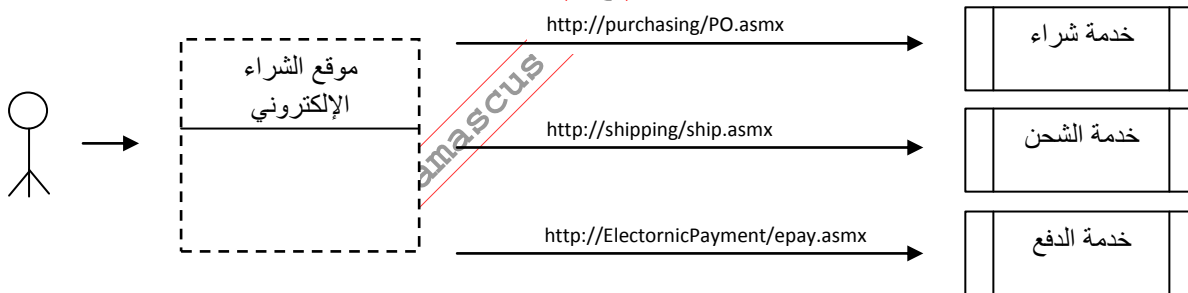 http://purchasing/PO.asmx
خدمة شراء
موقع الشراء
الإلكتروني
amascus
http://shipping/ship.asmx
خدمة الشحن
http://ElectornicPayment/epay.asmx
خدمة الدفع